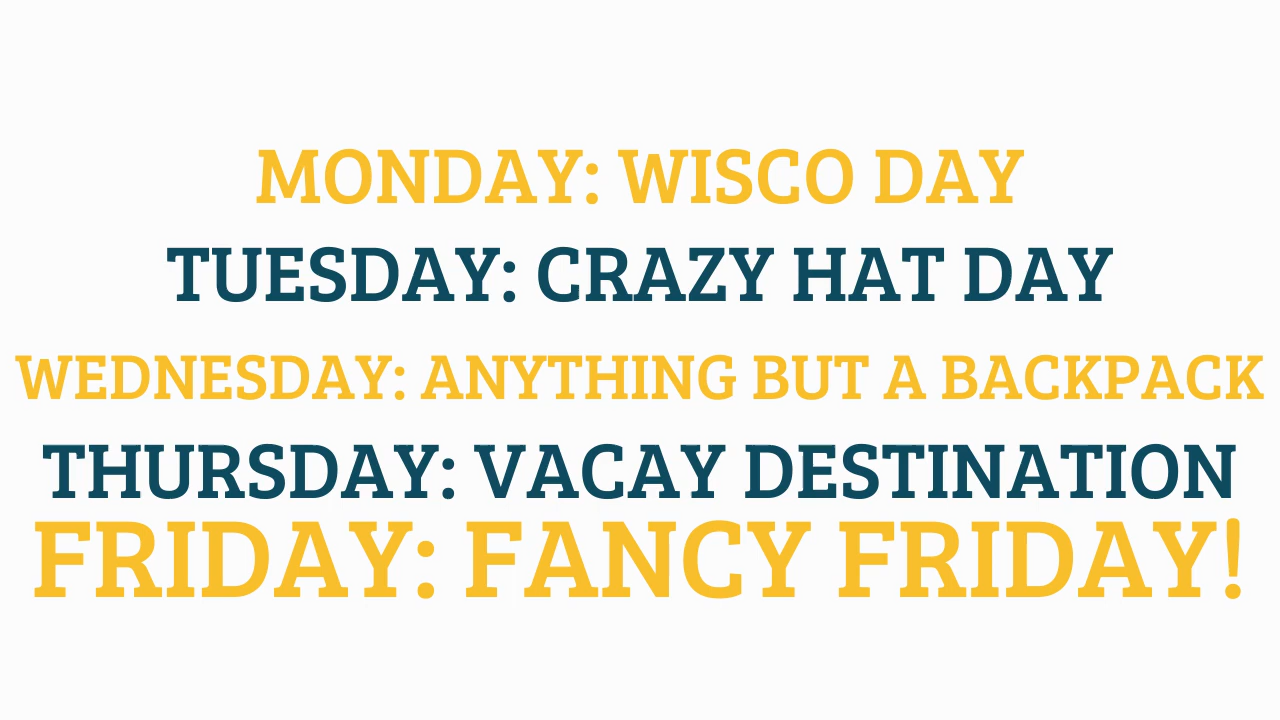 MONDAY: WISCO DAY
TUESDAY: CRAZY HAT DAY
WEDNESDAY: ANYTHING BUT A BACKPACK
THURSDAY: VACAY DESTINATION
FRIDAY: FANCY FRIDAY!